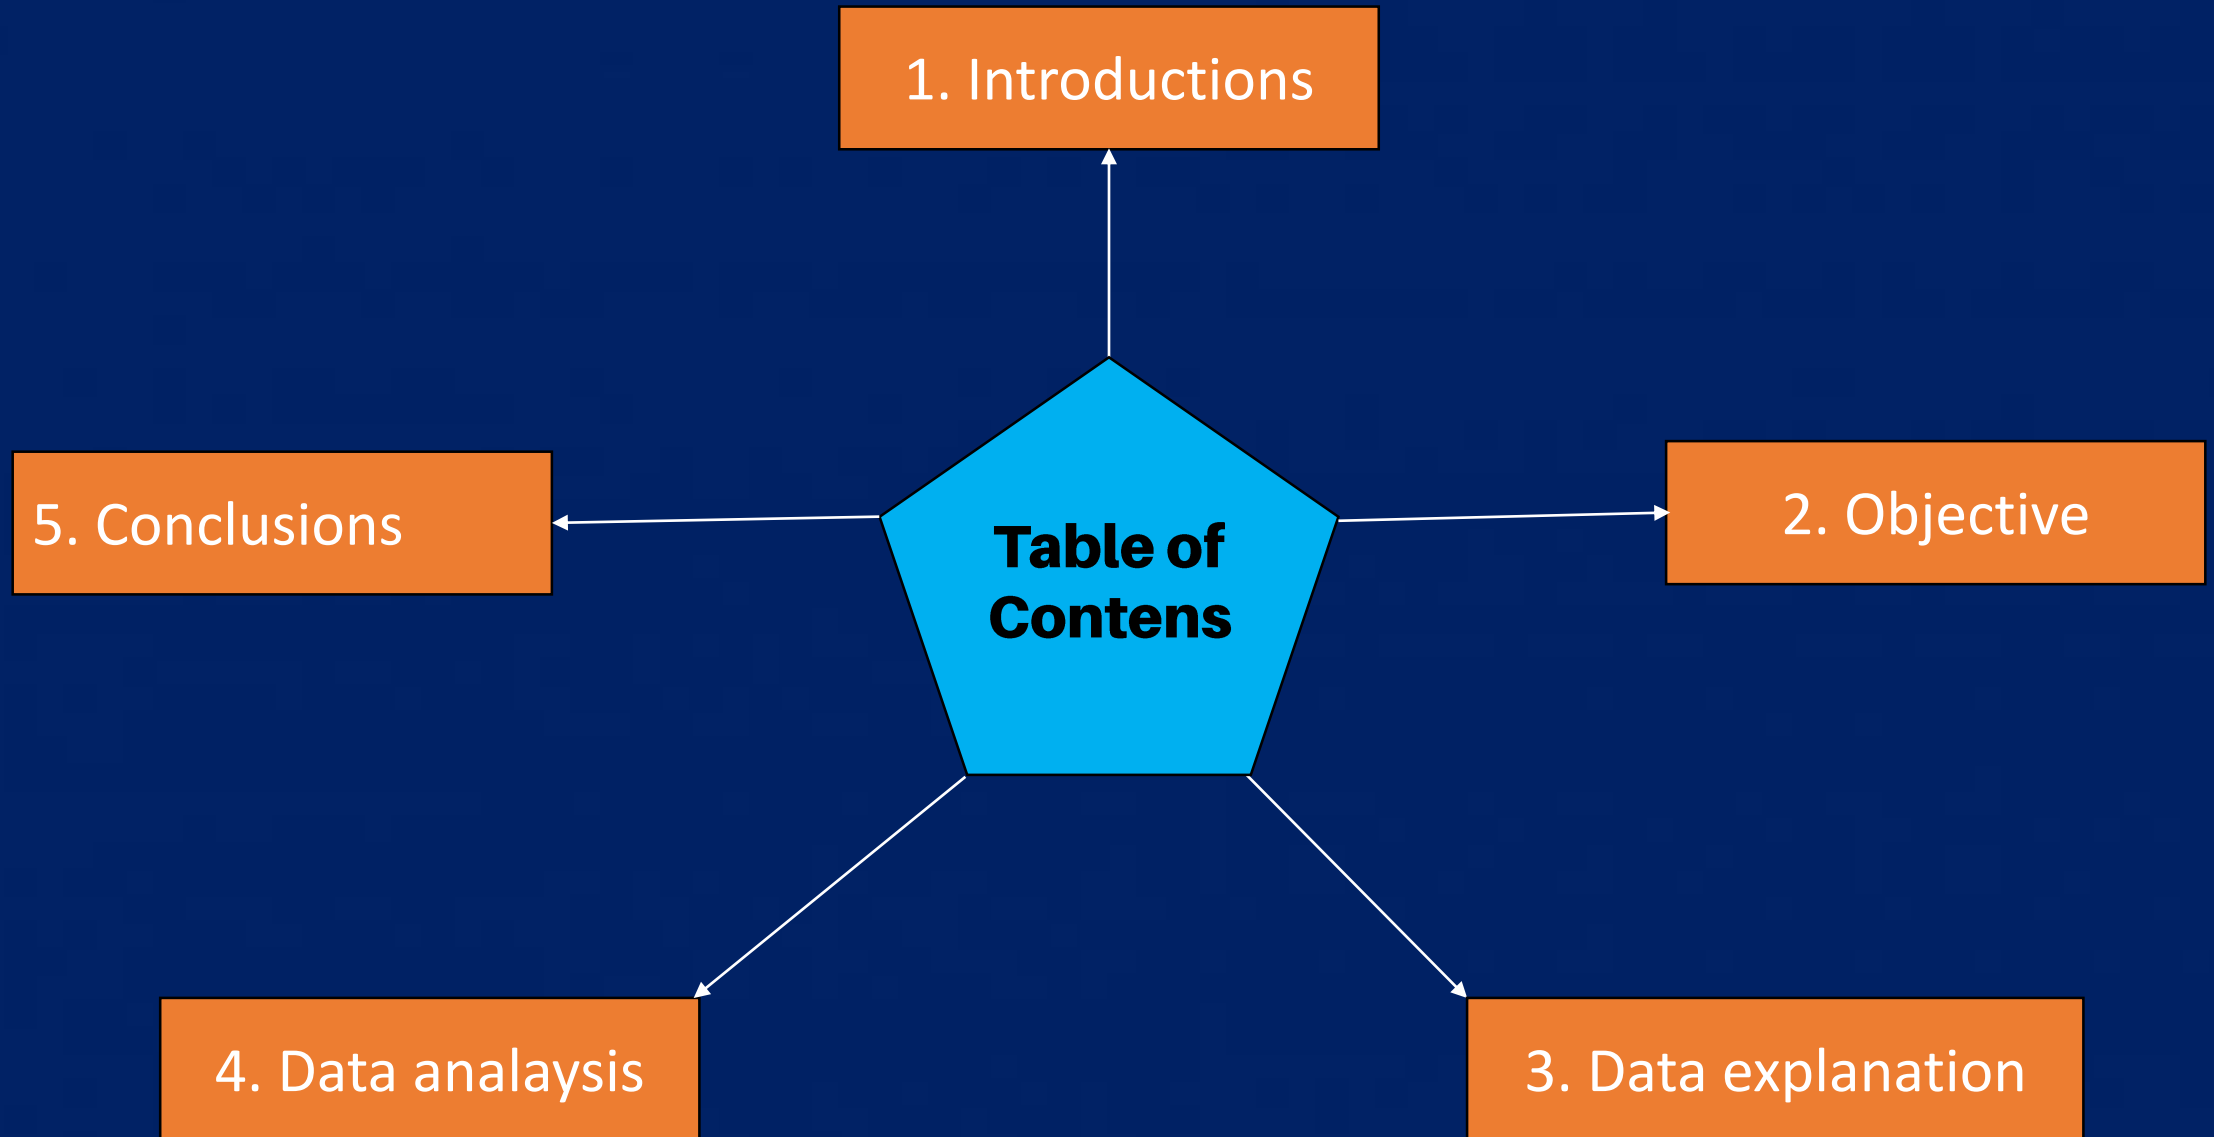 1. Introductions
2. Objective
3. Data explanation
4. Data analaysis
5. Conclusions
Table of
Contens